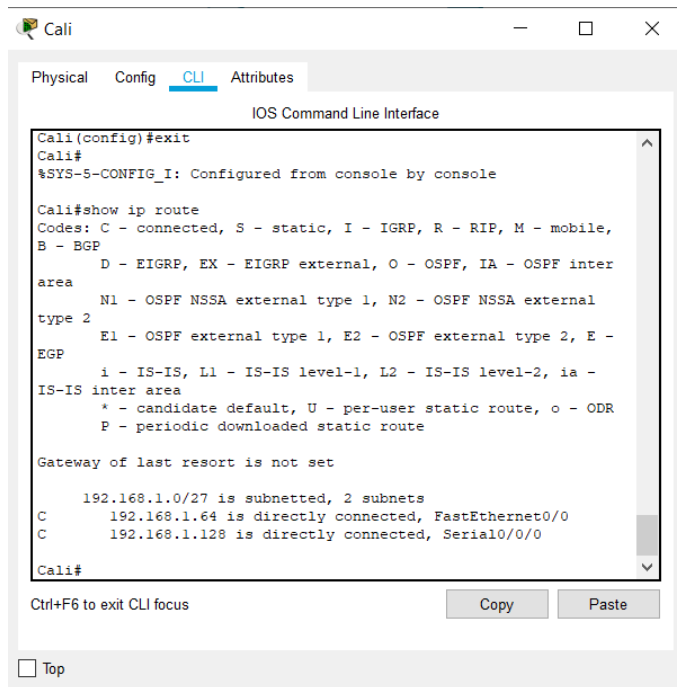 Cali
Physical Config CLI Attributes
IOS Command Line Interface
Cali(config)#exit
Cali#
%SYS-5-CONFIG_I: Configured from console by console
Cali#show ip route
Codes: C - connected, S - static, I - IGRP, R - RIP, M - mobile,
B - BGP
D - EIGRP, EX - EIGRP external, O - OSPF, IA - OSPF inter
area
N1 - OSPF NSSA external type 1, N2 - OSPF NSSA external
type 2
E1 - OSPF external type 1, E2 - OSPF external type 2, E -
EGP
i - IS-IS, L1 - IS-IS level-1, L2 - IS-IS level-2, ia -
IS-IS inter area
* - candidate default, U - per-user static route, o - ODR
P - periodic downloaded static route
Gateway of last resort is not set
192.168.1.0/27 is subnetted, 2 subnets
C 192.168.1.64 is directly connected, FastEthernet0/0
C 192.168.1.128 is directly connected, Serial0/0/0
Cali#
Ctrl+F6 to exit CLI focus Copy Paste
Top